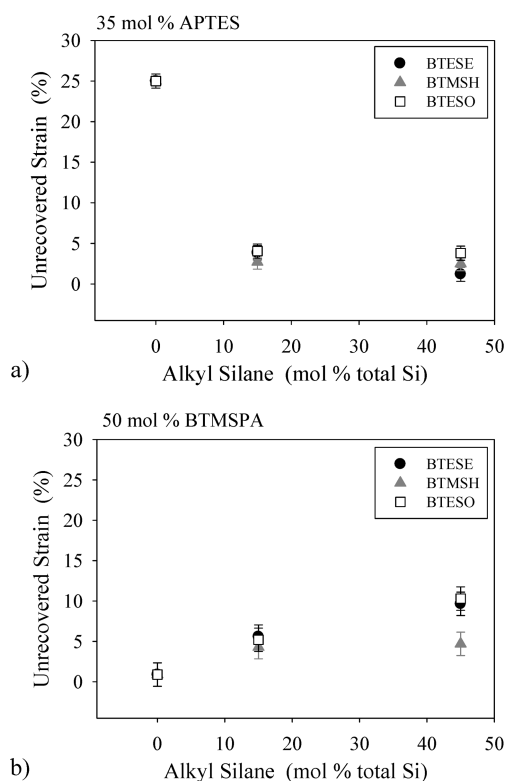 35 mol % APTES
30
25
20
15
10
5
0
Unrecovered Strain (%)
BTESE
BTMSH
BTESO
0 10 20 30 40 50
a)
Alkyl Silane (mol % total Si)
50 mol % BTMSPA
30
25
20
15
10
5
0
Unrecovered Strain (%)
BTESE
BTMSH
BTESO
0 10 20 30 40 50
b)
Alkyl Silane (mol % total Si)